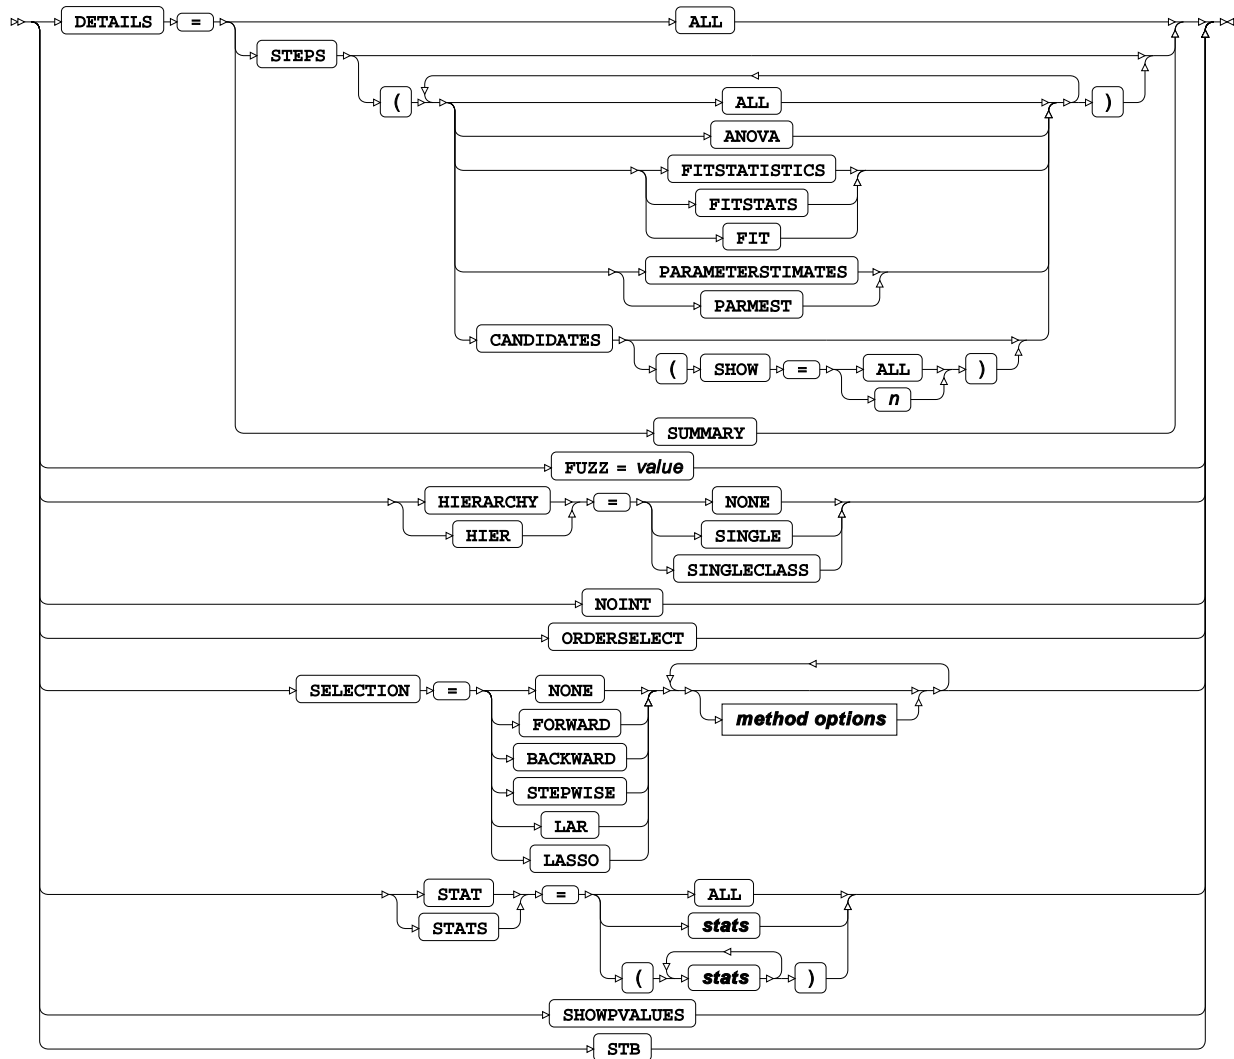 DETAILS = ALL
STEPS
( ALL )
ANOVA
FITSTATISTICS
FITSTATS
FIT
PARAMETERSTIMATES
PARMEST
CANDIDATES
( SHOW = ALL )
n
SUMMARY
FUZZ = value
HIERARCHY = NONE
HIER SINGLE
SINGLECLASS
NOINT
ORDERSELECT
SELECTION = NONE
method options
FORWARD
BACKWARD
STEPWISE
LAR
LASSO
STAT = ALL
STATS stats
( stats )
SHOWPVALUES
STB